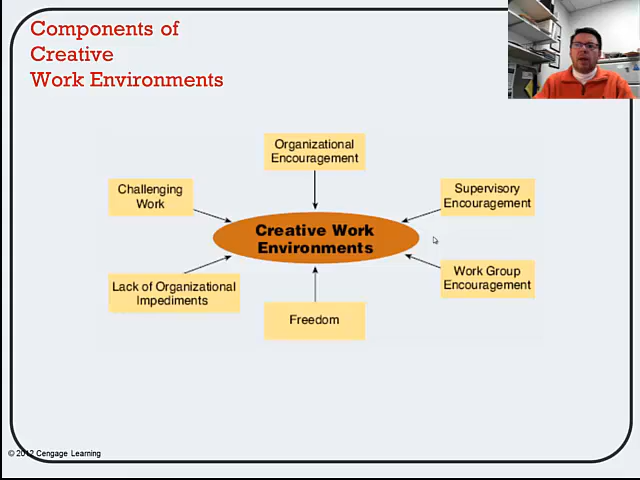 Components of
Creative
Work Environments
Organizational
Encouragement
Challenging
Work
Supervisory
Encouragement
Creative Work
Environments
Lack of Organizational
Impediments
Work Group
Encouragement
Freedom
© 2012 Cengage Learning